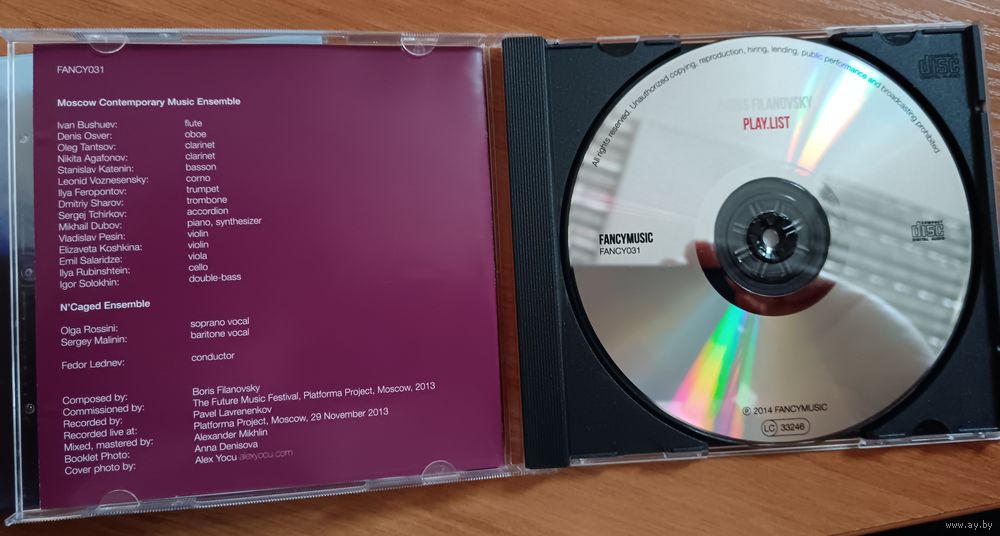 FANCY031
Moscow Contemporary Music Ensemble
Ivan Bushuev: flute
Denis Osver: oboe
Oleg Tantsov: clarinet
Nikita Agafonov: clarinet
Stanislav Katenin: basson
Leonid Voznesensky: corno
Ilya Feropontov: trumpet
Dmitriy Sharov: trombone
Sergej Tchirkov: accordion
Mikhail Dubov: piano, synthesizer
Vladislav Pesin: violin
Elizaveta Koshkina: violin
Emil Salaridze: viola
Ilya Rubinshtein: cello
Igor Solokhin: double-bass
N'Caged Ensemble
Olga Rossini: soprano vocal
Sergey Malinin: baritone vocal
Fedor Lednev: conductor
Composed by: Boris Filanovsky
Commissioned by: The Future Music Festival, Platforma Project, Moscow, 2013
Recorded by: Pavel Lavrenenkov
Recorded live at: Platforma Project, Moscow, 29 November 2013
Mixed, mastered by: Alexander Mikhlin
Booklet Photo: Anna Denisova
Cover photo by: Alex Yocu alexyocu.com
All rights reserved. Unauthorized copying, reproduction, hiring, lending, public performance and broadcasting prohibited.
BORIS FILANOVSKY
PLAY.LIST
FANCYMUSIC
FANCY031
COMPACT
disc
DIGITAL AUDIO
℗ 2014 FANCYMUSIC
LC 33246
disc
www.ay.by